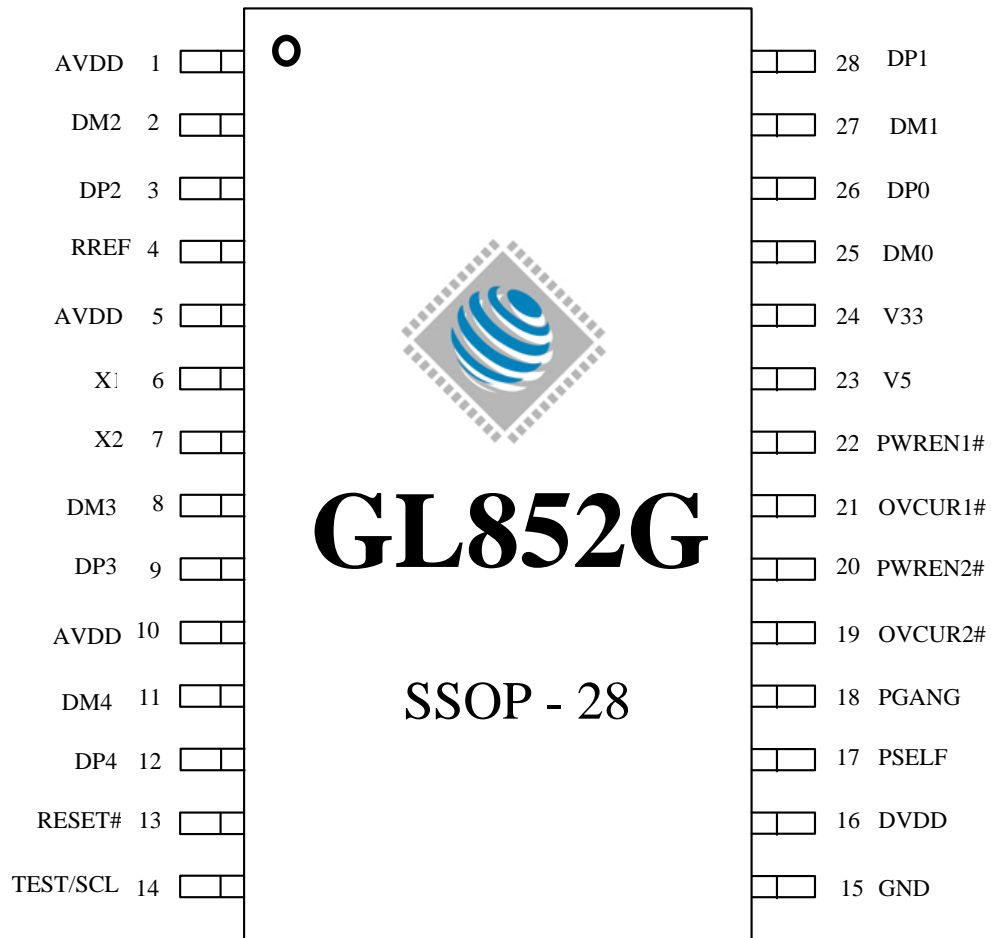 AVDD 1
DM2 2
DP2 3
RREF 4
AVDD 5
X1 6
X2 7
DM3 8
DP3 9
AVDD 10
DM4 11
DP4 12
RESET# 13
TEST/SCL 14
GL852G
SSOP - 28
28 DP1
27 DM1
26 DP0
25 DM0
24 V33
23 V5
22 PWREN1#
21 OVCUR1#
20 PWREN2#
19 OVCUR2#
18 PGANG
17 PSELF
16 DVDD
15 GND